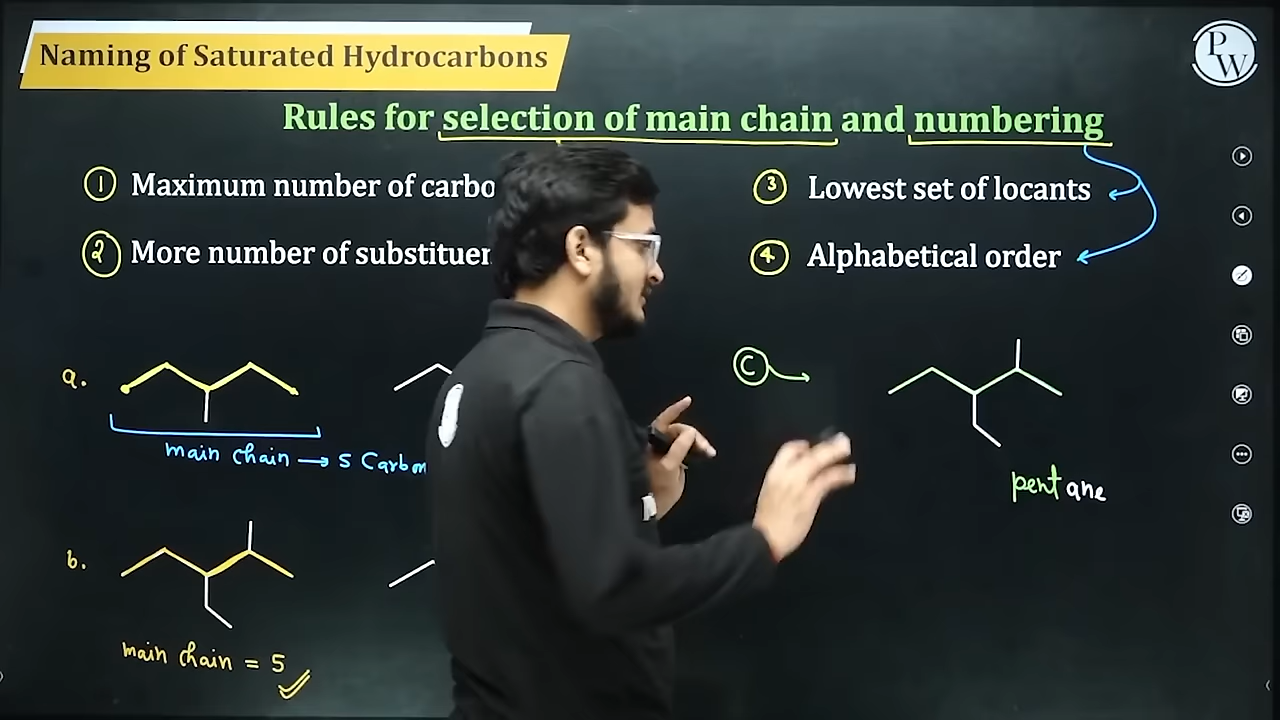 Naming of Saturated Hydrocarbons
PW
Rules for selection of main chain and numbering
1 Maximum number of carbo
3 Lowest set of locants
2 More number of substituen
4 Alphabetical order
a.
main chain → 5 Carbon
C
pent ane
b.
main chain = 5